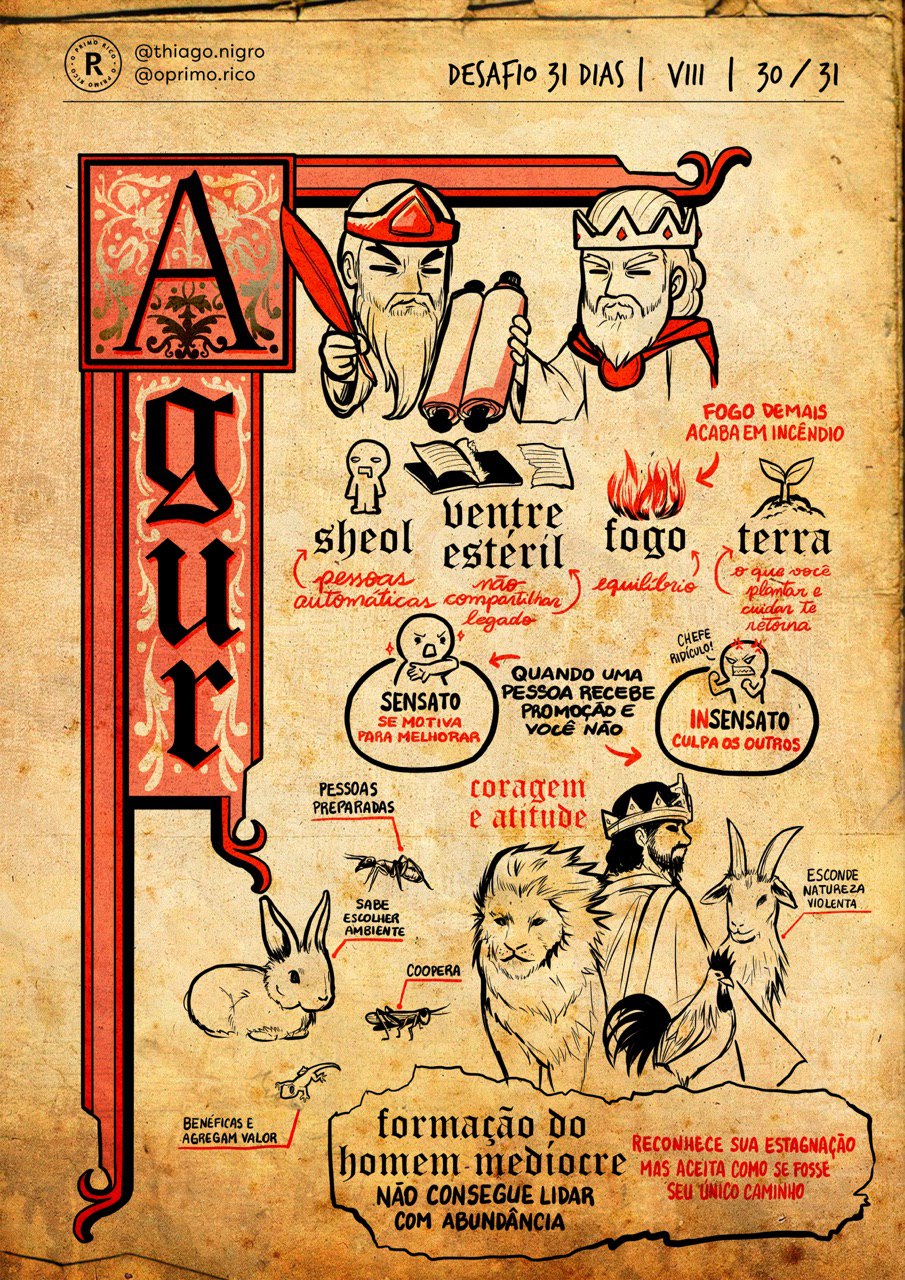 O PRIMO RICO · O PRIMO RICO ·
R
@thiago.nigro
@oprimo.rico
DESAFIO 31 DIAS | VIII | 30 / 31
Agur
FOGO DEMAIS
ACABA EM INCÊNDIO
sheol
pessoas
automáticas
ventre
estéril
não
compartilhar
legado
fogo
equilíbrio
terra
o que você
plantar e
cuidar te
retorna
SENSATO
SE MOTIVA
PARA MELHORAR
QUANDO UMA
PESSOA RECEBE
PROMOÇÃO E
VOCÊ NÃO
CHEFE
RIDÍCULO!
INSENSATO
CULPA OS OUTROS
PESSOAS
PREPARADAS
coragem
e atitude
SABE
ESCOLHER
AMBIENTE
ESCONDE
NATUREZA
VIOLENTA
COOPERA
BENÉFICAS E
AGREGAM VALOR
formação do
homem-medíocre
NÃO CONSEGUE LIDAR
COM ABUNDÂNCIA
RECONHECE SUA ESTAGNAÇÃO
MAS ACEITA COMO SE FOSSE
SEU ÚNICO CAMINHO